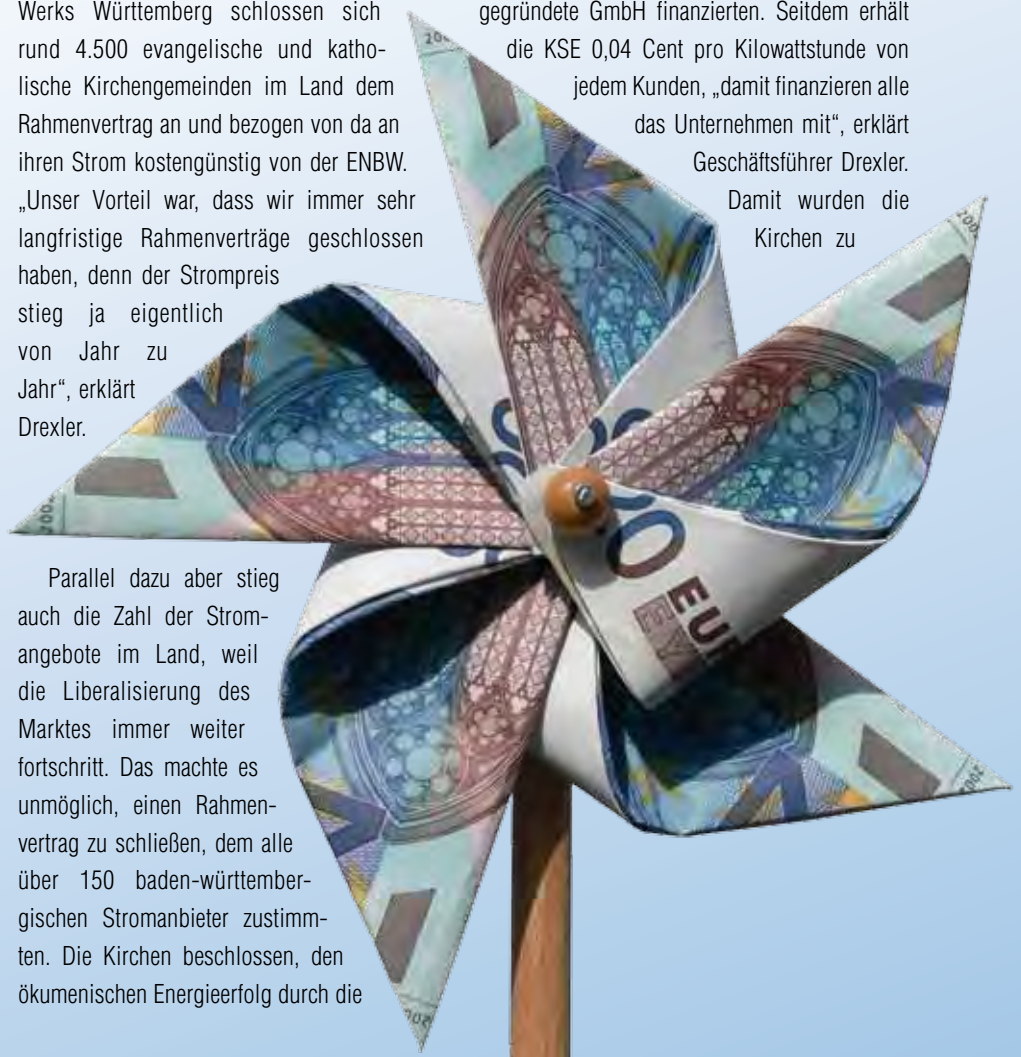 Werks Württemberg schlossen sich
rund 4.500 evangelische und katho-
lische Kirchengemeinden im Land dem
Rahmenvertrag an und bezogen von da an
ihren Strom kostengünstig von der ENBW.
„Unser Vorteil war, dass wir immer sehr
langfristige Rahmenverträge geschlossen
haben, denn der Strompreis
stieg ja eigentlich
von Jahr zu
Jahr“, erklärt
Drexler.
Parallel dazu aber stieg
auch die Zahl der Strom-
angebote im Land, weil
die Liberalisierung des
Marktes immer weiter
fortschritt. Das machte es
unmöglich, einen Rahmen-
vertrag zu schließen, dem alle
über 150 baden-württember-
gischen Stromanbieter zustimm-
ten. Die Kirchen beschlossen, den
ökumenischen Energieerfolg durch die
gegründete GmbH finanzierten. Seitdem erhält
die KSE 0,04 Cent pro Kilowattstunde von
jedem Kunden, „damit finanzieren alle
das Unternehmen mit“, erklärt
Geschäftsführer Drexler.
Damit wurden die
Kirchen zu